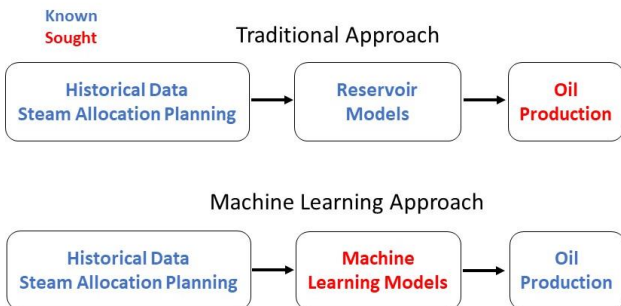 Known
Sought
Traditional Approach
Historical Data
Steam Allocation Planning
Reservoir
Models
Oil
Production
Machine Learning Approach
Historical Data
Steam Allocation Planning
Machine
Learning Models
Oil
Production